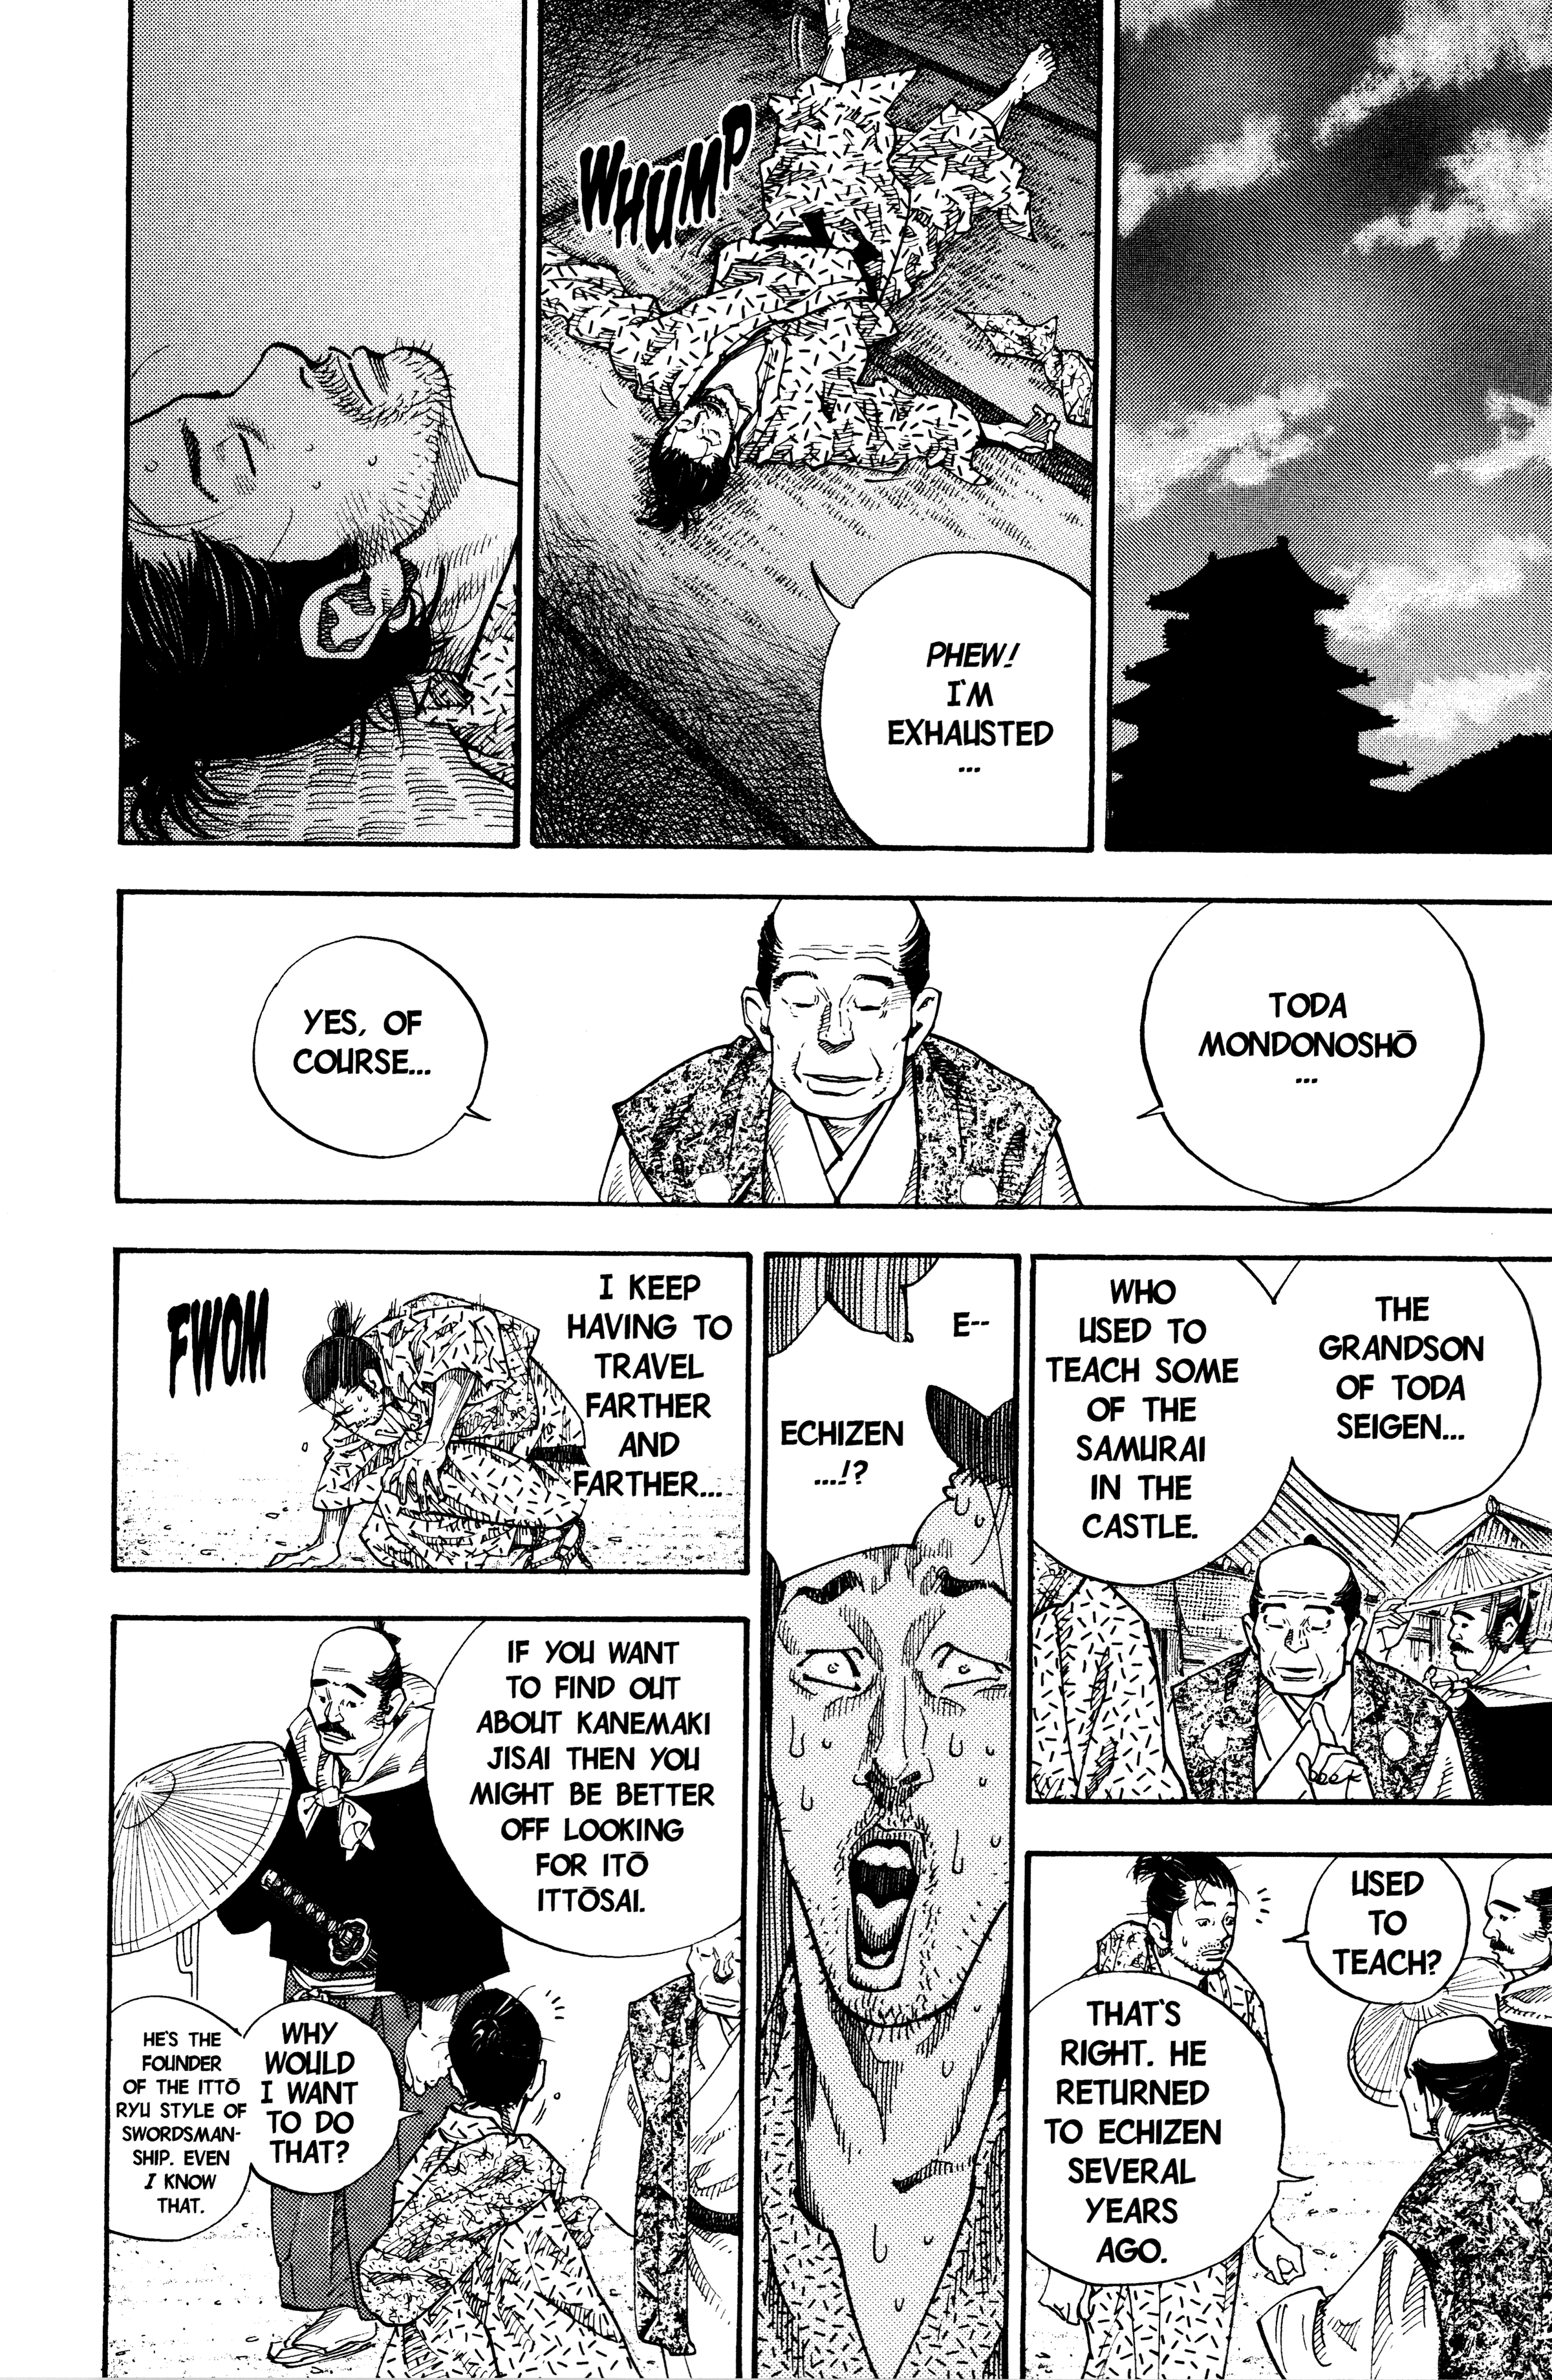 WHUMP
PHEW!
I'M
EXHAUSTED
...
TODA
MONDONOSHŌ
...
YES, OF
COURSE...
THE
GRANDSON
OF TODA
SEIGEN...
WHO
USED TO
TEACH SOME
OF THE
SAMURAI
IN THE
CASTLE.
USED
TO
TEACH?
THAT'S
RIGHT. HE
RETURNED
TO ECHIZEN
SEVERAL
YEARS
AGO.
E--
ECHIZEN
...!?
I KEEP
HAVING TO
TRAVEL
FARTHER
AND
FARTHER...
FWOM
IF YOU WANT
TO FIND OUT
ABOUT KANEMAKI
JISAI THEN YOU
MIGHT BE BETTER
OFF LOOKING
FOR ITŌ
ITTŌSAI.
WHY
WOULD
I WANT
TO DO
THAT?
HE'S THE
FOUNDER
OF THE ITTŌ
RYU STYLE OF
SWORDSMAN-
SHIP. EVEN
I KNOW
THAT.